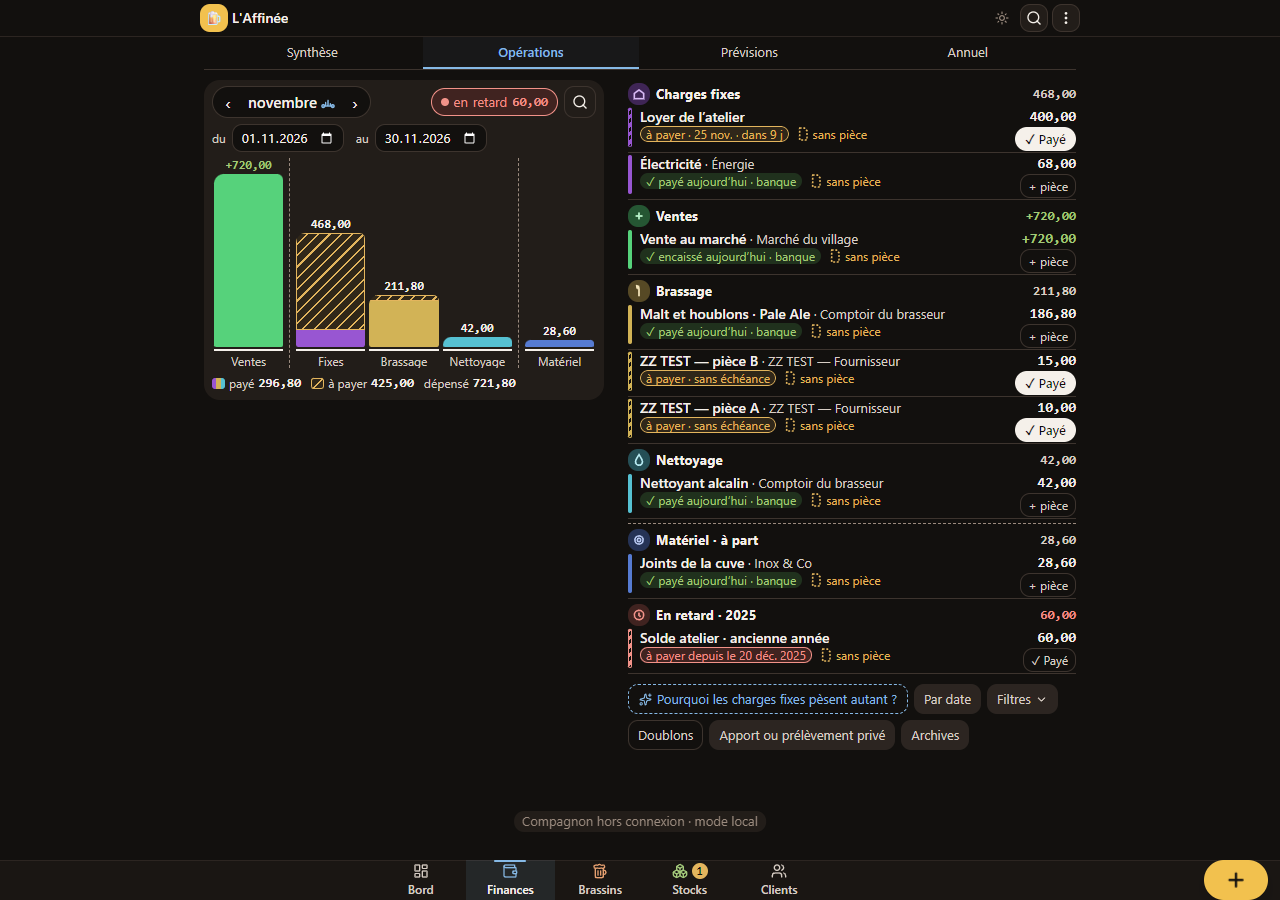 L'Affinée
Synthèse
Opérations
Prévisions
Annuel
‹ novembre ›
en retard 60,00
du 01.11.2026 au 30.11.2026
+720,00
468,00
211,80
42,00
28,60
Ventes
Fixes
Brassage
Nettoyage
Matériel
payé 296,80 à payer 425,00 dépensé 721,80
Charges fixes 468,00
Loyer de l’atelier 400,00
à payer · 25 nov. · dans 9 j sans pièce ✓ Payé
Électricité · Énergie 68,00
✓ payé aujourd’hui · banque sans pièce + pièce
Ventes +720,00
Vente au marché · Marché du village +720,00
✓ encaissé aujourd’hui · banque sans pièce + pièce
Brassage 211,80
Malt et houblons · Pale Ale · Comptoir du brasseur 186,80
✓ payé aujourd’hui · banque sans pièce + pièce
ZZ TEST — pièce B · ZZ TEST — Fournisseur 15,00
à payer · sans échéance sans pièce ✓ Payé
ZZ TEST — pièce A · ZZ TEST — Fournisseur 10,00
à payer · sans échéance sans pièce ✓ Payé
Nettoyage 42,00
Nettoyant alcalin · Comptoir du brasseur 42,00
✓ payé aujourd’hui · banque sans pièce + pièce
Matériel · à part 28,60
Joints de la cuve · Inox & Co 28,60
✓ payé aujourd’hui · banque sans pièce + pièce
En retard · 2025 60,00
Solde atelier · ancienne année 60,00
à payer depuis le 20 déc. 2025 sans pièce ✓ Payé
Pourquoi les charges fixes pèsent autant ? Par date Filtres
Doublons Apport ou prélèvement privé Archives
Compagnon hors connexion · mode local
Bord
Finances
Brassins
Stocks 1
Clients
+